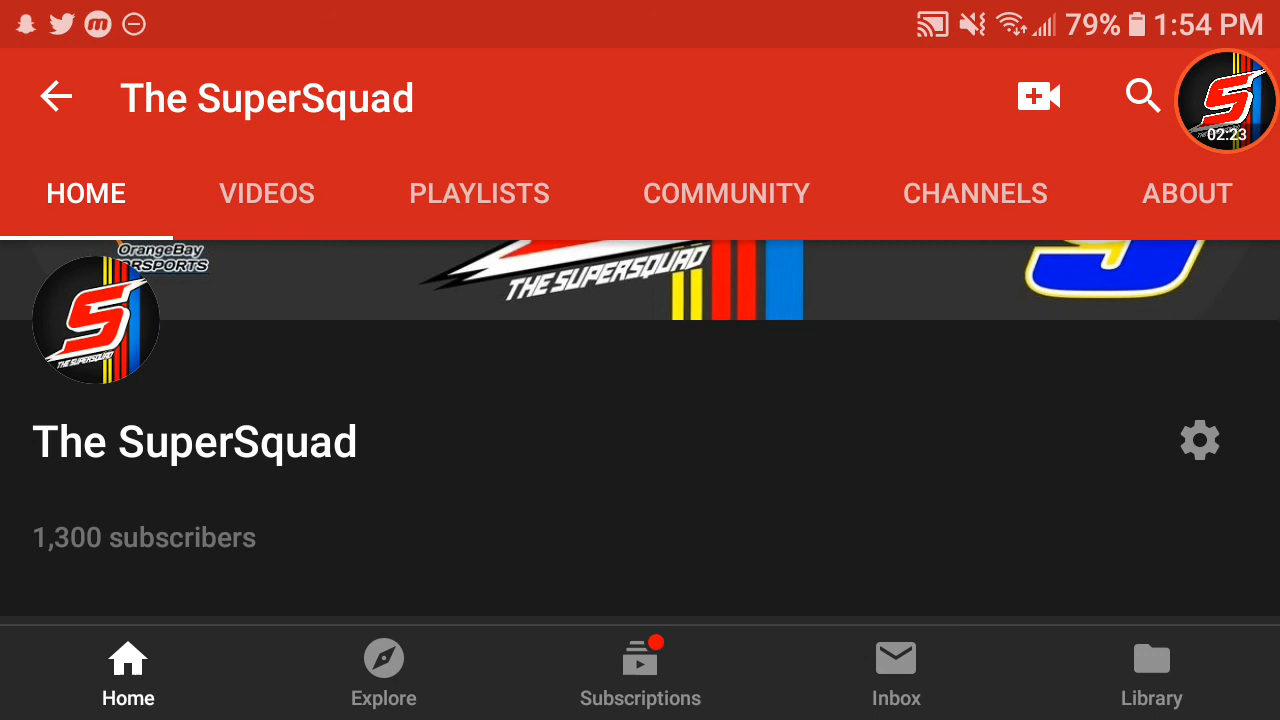 79% 1:54 PM
The SuperSquad
02:23
HOME VIDEOS PLAYLISTS COMMUNITY CHANNELS ABOUT
OrangeBay
THE SUPERSQUAD
9
S
THE SUPERSQUAD
The SuperSquad
1,300 subscribers
Home Explore Subscriptions Inbox Library